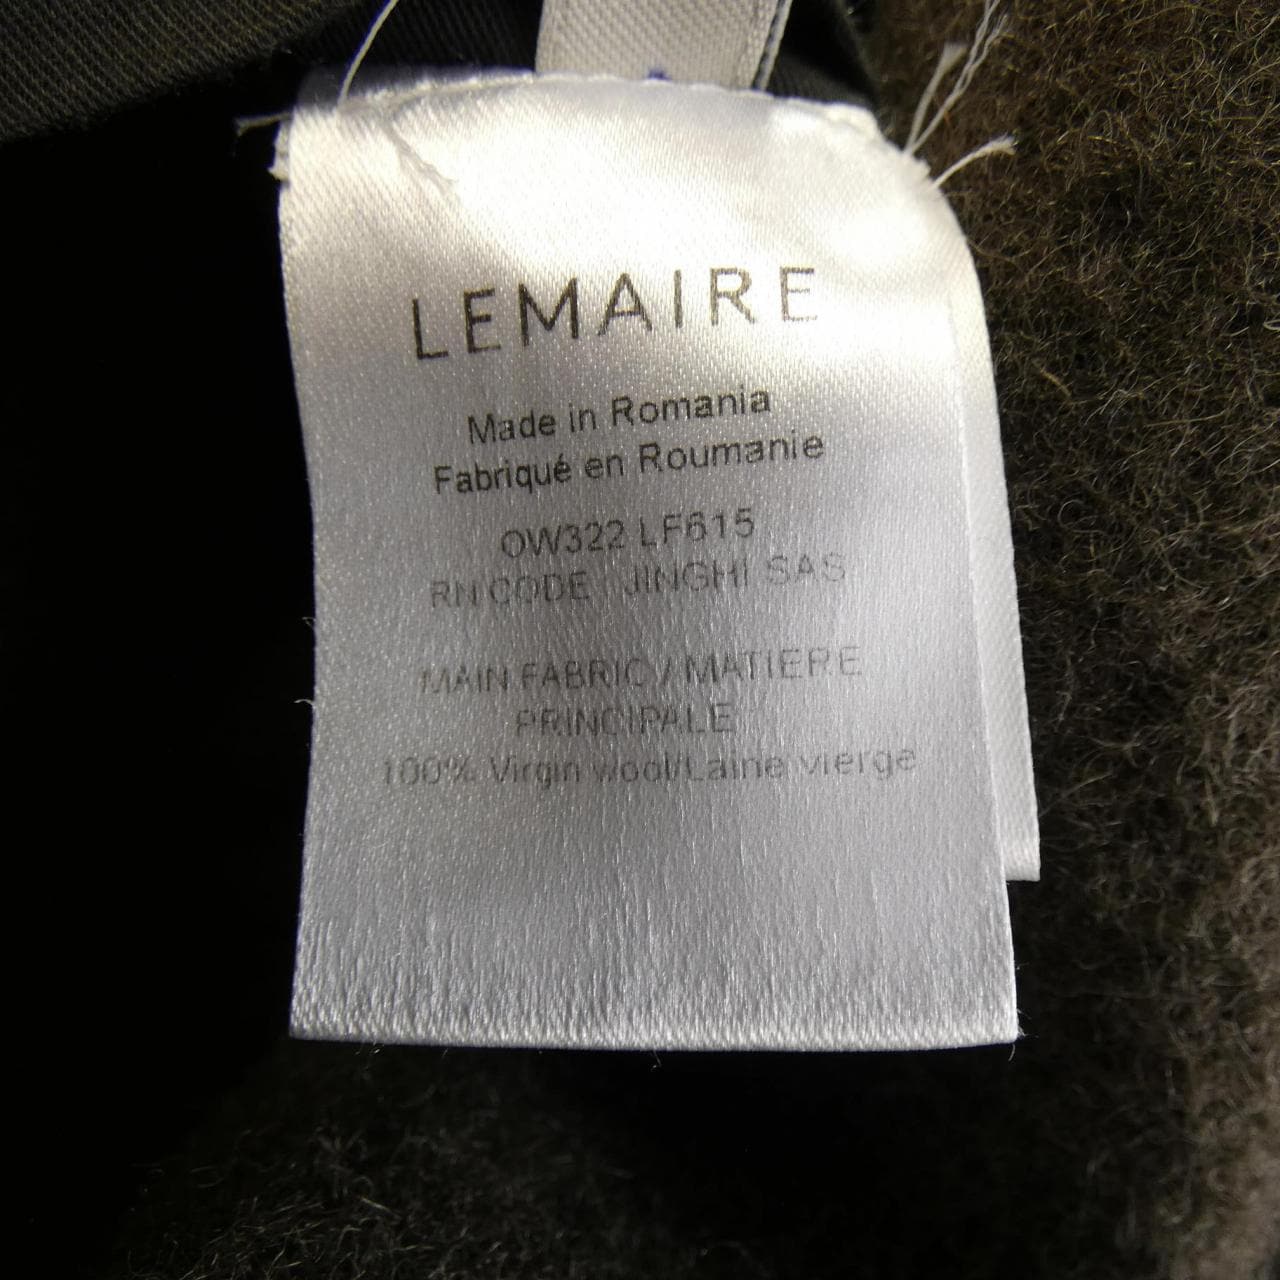 LEMAIRE
Made in Romania
Fabriqué en Roumanie
OW322 LF615
RN CODE JINGHI SAS
MAIN FABRIC / MATIERE
PRINCIPALE
100% Virgin wool/Laine vierge